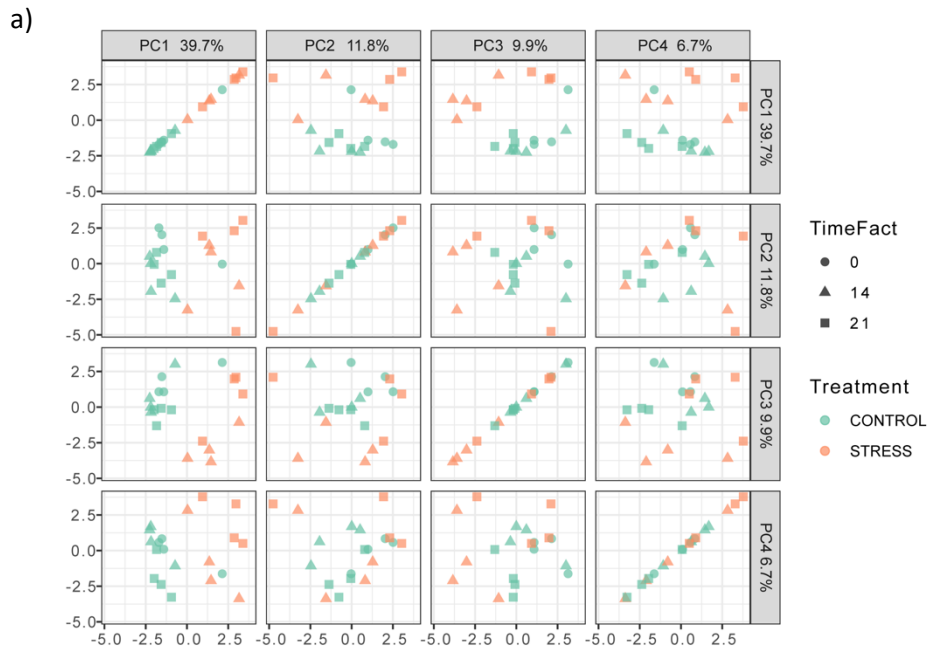 a)
PC1 39.7%
PC2 11.8%
PC3 9.9%
PC4 6.7%
2.5
0.0
-2.5
-5.0
PC1 39.7%
2.5
0.0
-2.5
-5.0
PC2 11.8%
2.5
0.0
-2.5
-5.0
PC3 9.9%
2.5
0.0
-2.5
-5.0
PC4 6.7%
-5.0 -2.5 0.0 2.5
-5.0 -2.5 0.0 2.5
-5.0 -2.5 0.0 2.5
-5.0 -2.5 0.0 2.5
TimeFact
0
14
21
Treatment
CONTROL
STRESS